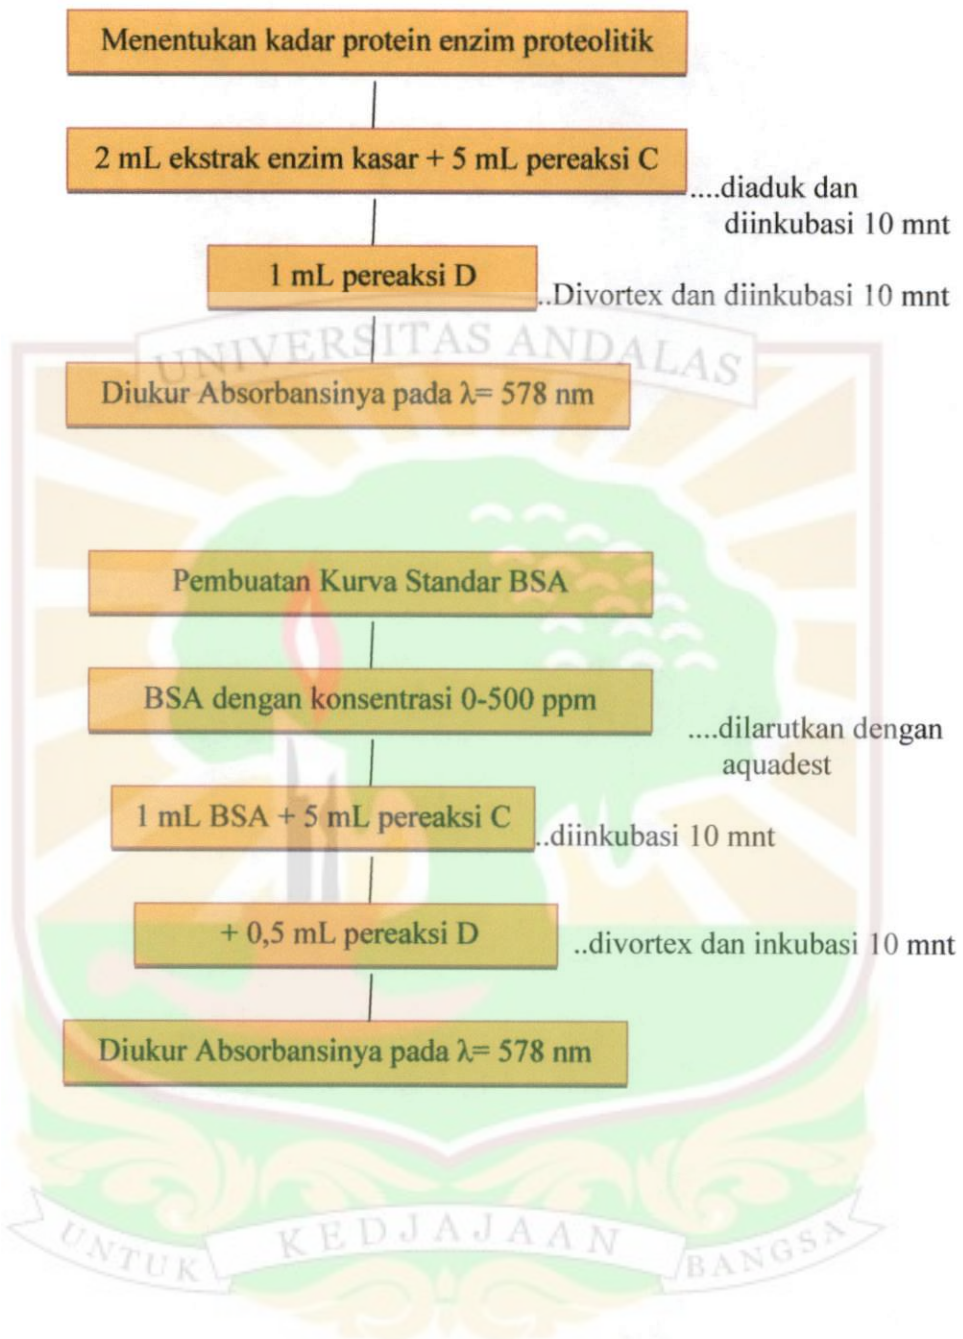 Menentukan kadar protein enzim proteolitik
2 mL ekstrak enzim kasar + 5 mL pereaksi C
....diaduk dan
diinkubasi 10 mnt
1 mL pereaksi D
..Divortex dan diinkubasi 10 mnt
UNIVERSITAS ANDALAS
Diukur Absorbansinya pada λ= 578 nm
Pembuatan Kurva Standar BSA
BSA dengan konsentrasi 0-500 ppm
....dilarutkan dengan
aquadest
1 mL BSA + 5 mL pereaksi C
..diinkubasi 10 mnt
+ 0,5 mL pereaksi D
..divortex dan inkubasi 10 mnt
Diukur Absorbansinya pada λ= 578 nm
UNTUK KEDJAJAAN BANGSA